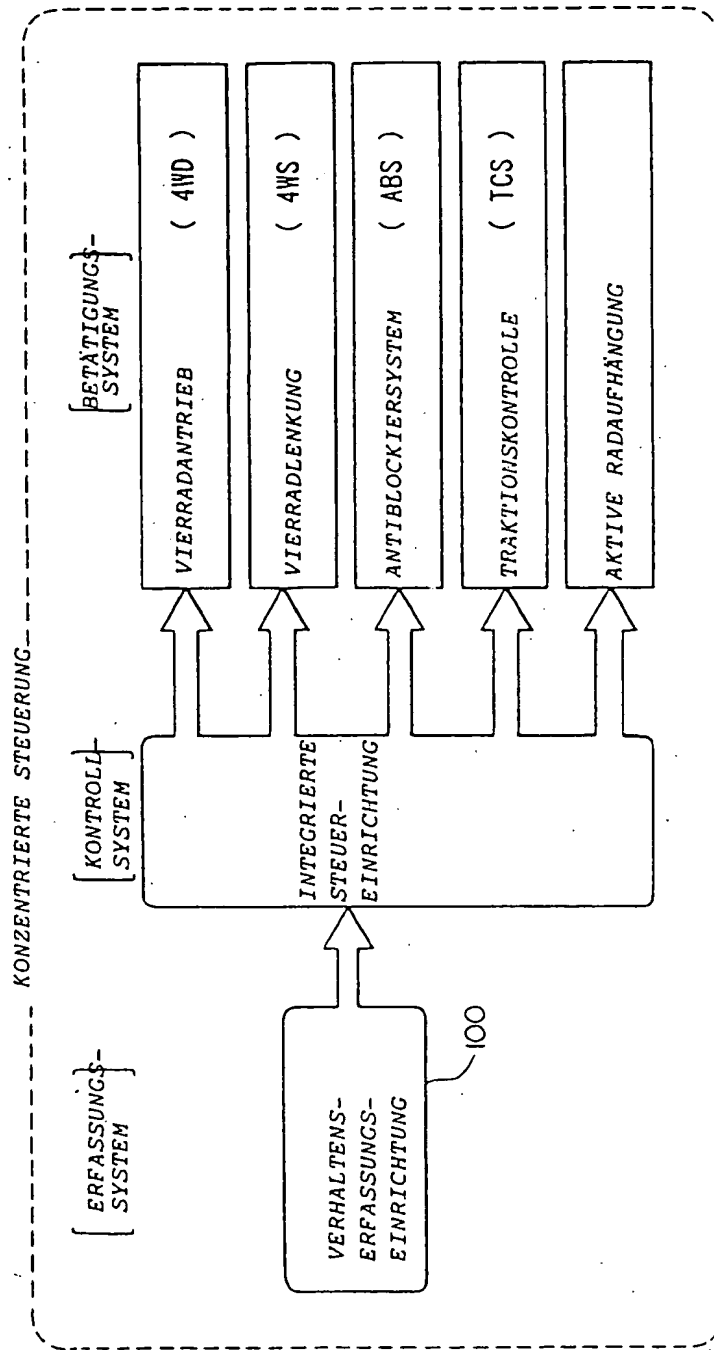 KONZENTRIERTE STEUERUNG
ERFASSUNGS-
SYSTEM
KONTROLL-
SYSTEM
BETÄTIGUNGS-
SYSTEM
VERHALTENS-
ERFASSUNGS-
EINRICHTUNG
100
INTEGRIERTE
STEUER-
EINRICHTUNG
VIERRADANTRIEB ( 4WD )
VIERRADLENKUNG ( 4WS )
ANTIBLOCKIERSYSTEM ( ABS )
TRAKTIONSKONTROLLE ( TCS )
AKTIVE RADAUFHÄNGUNG